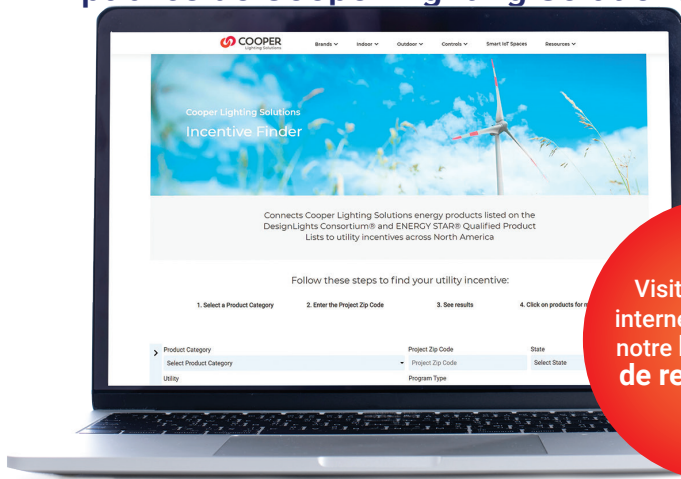 COOPER
Lighting Solutions
Brands
Indoor
Outdoor
Controls
Smart IoT Spaces
Resources
Cooper Lighting Solutions
Incentive Finder
Connects Cooper Lighting Solutions energy products listed on the
DesignLights Consortium® and ENERGY STAR® Qualified Product
Lists to utility incentives across North America
Follow these steps to find your utility incentive:
1. Select a Product Category
2. Enter the Project Zip Code
3. See results
4. Click on products for
Product Category
Project Zip Code
State
Select Product Category
Project Zip Code
Select State
Utility
Program Type
Visit
interne
notre
de re